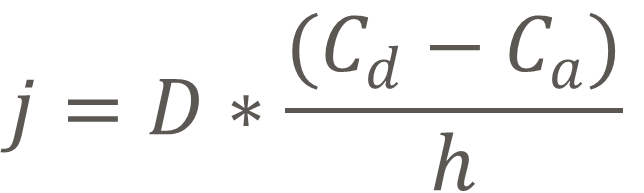 j = D * (C_d − C_a) / h